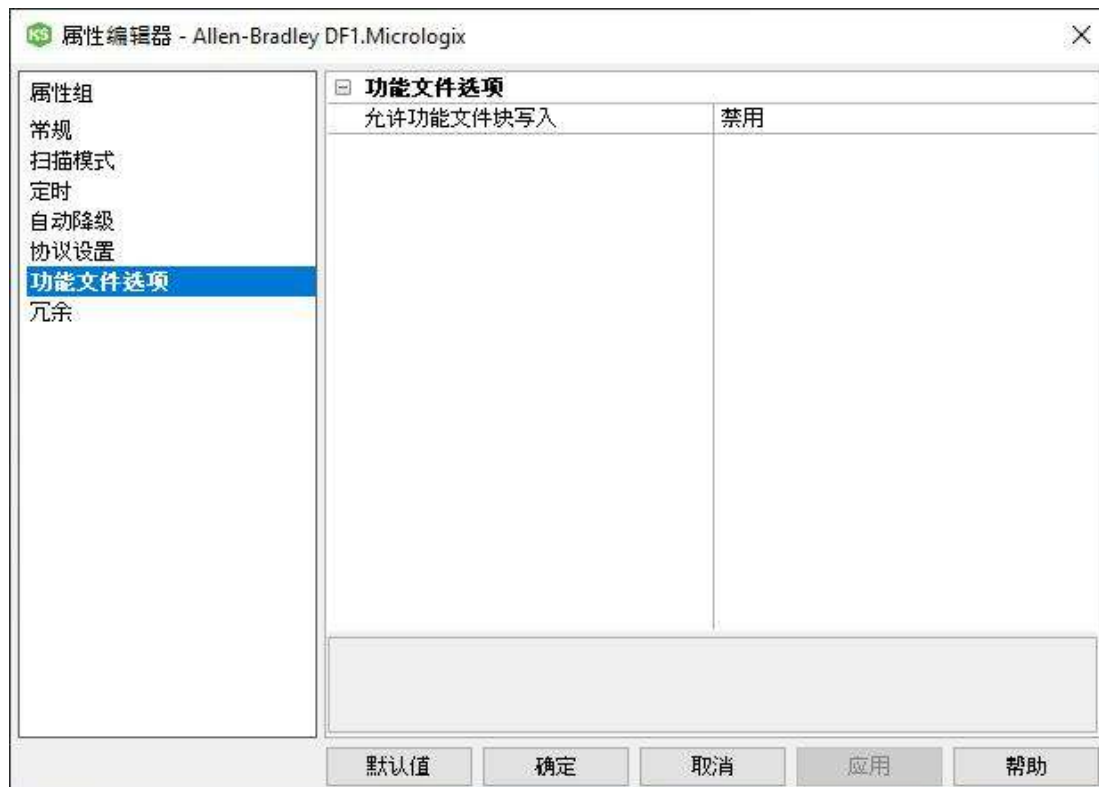 属性编辑器 - Allen-Bradley DF1.Micrologix
属性组
常规
扫描模式
定时
自动降级
协议设置
功能文件选项
冗余
功能文件选项
允许功能文件块写入 禁用
默认值 确定 取消 应用 帮助